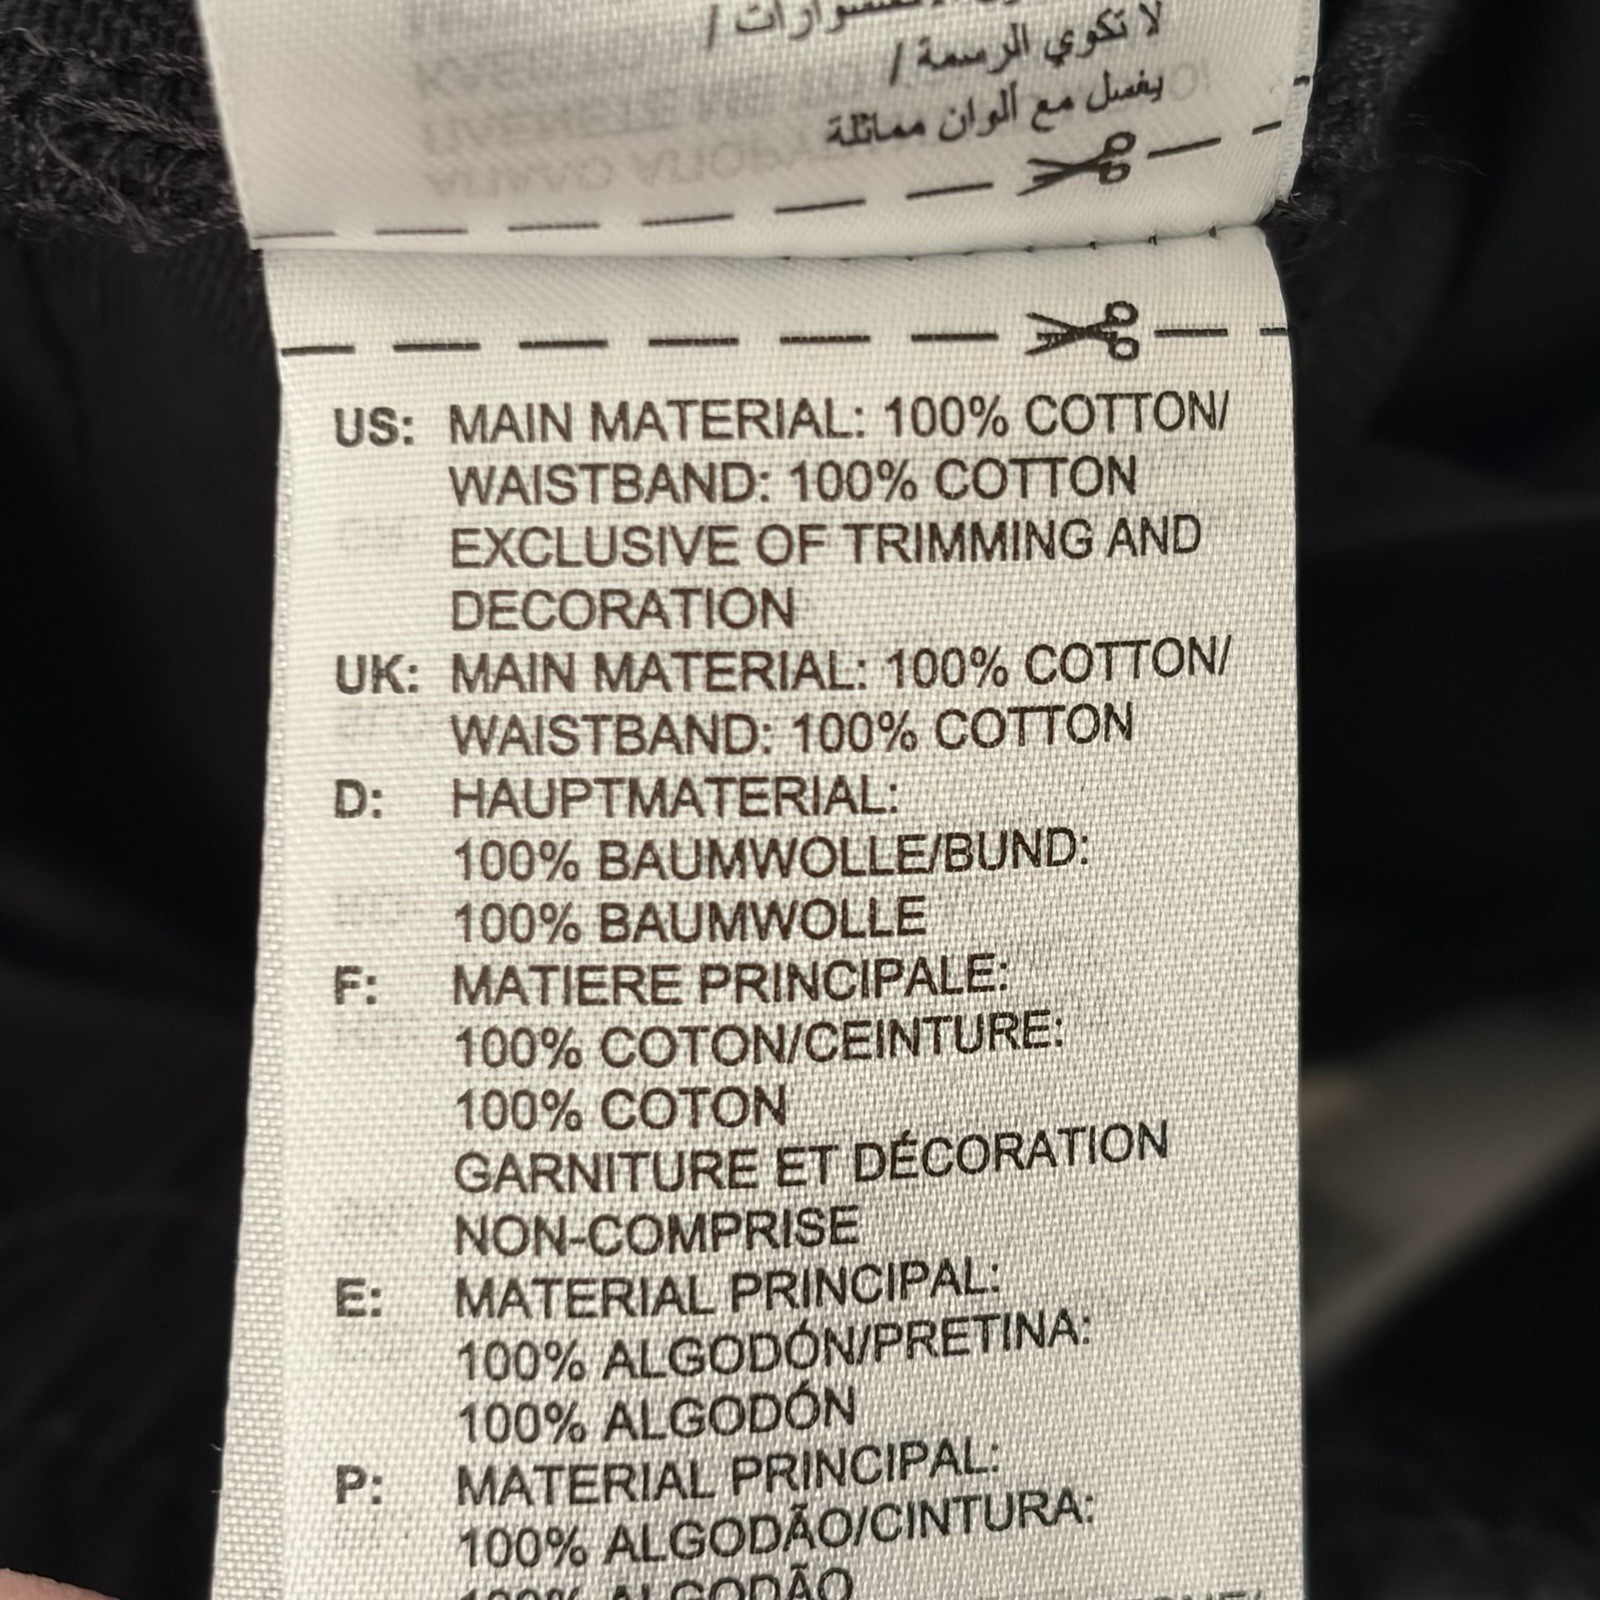 لا تكوي الرسمة /
يغسل مع ألوان مماثلة
US: MAIN MATERIAL: 100% COTTON/
WAISTBAND: 100% COTTON
EXCLUSIVE OF TRIMMING AND
DECORATION
UK: MAIN MATERIAL: 100% COTTON/
WAISTBAND: 100% COTTON
D: HAUPTMATERIAL:
100% BAUMWOLLE/BUND:
100% BAUMWOLLE
F: MATIERE PRINCIPALE:
100% COTON/CEINTURE:
100% COTON
GARNITURE ET DÉCORATION
NON-COMPRISE
E: MATERIAL PRINCIPAL:
100% ALGODÓN/PRETINA:
100% ALGODÓN
P: MATERIAL PRINCIPAL:
100% ALGODÃO/CINTURA:
100% ALGODÃO